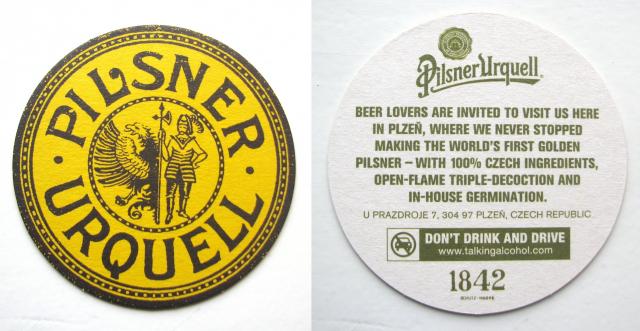 PILSNER
URQUELL
Pilsner Urquell
BEER LOVERS ARE INVITED TO VISIT US HERE
IN PLZEŇ, WHERE WE NEVER STOPPED
MAKING THE WORLD'S FIRST GOLDEN
PILSNER – WITH 100% CZECH INGREDIENTS,
OPEN-FLAME TRIPLE-DECOCTION AND
IN-HOUSE GERMINATION.
U PRAZDROJE 7, 304 97 PLZEŇ, CZECH REPUBLIC
DON'T DRINK AND DRIVE
www.talkingalcohol.com
1842